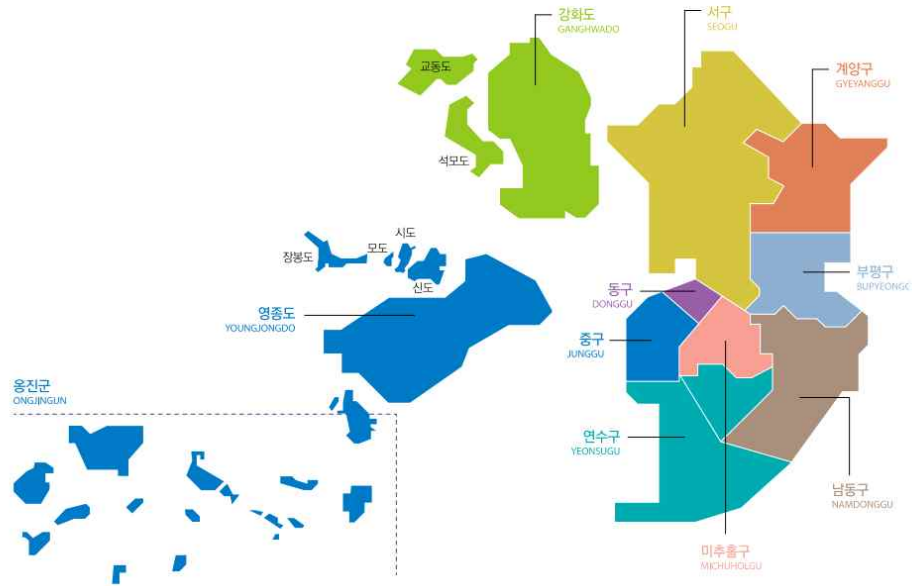 강화도
GANGHWADO
서구
SEOGU
계양구
GYEYANGGU
교동도
석모도
시도
모도
장봉도
신도
영종도
YOUNGJONGDO
동구
DONGGU
부평구
BUPYEONGG
중구
JUNGGU
옹진군
ONGJINGUN
연수구
YEONSUGU
남동구
NAMDONGGU
미추홀구
MICHUHOLGU